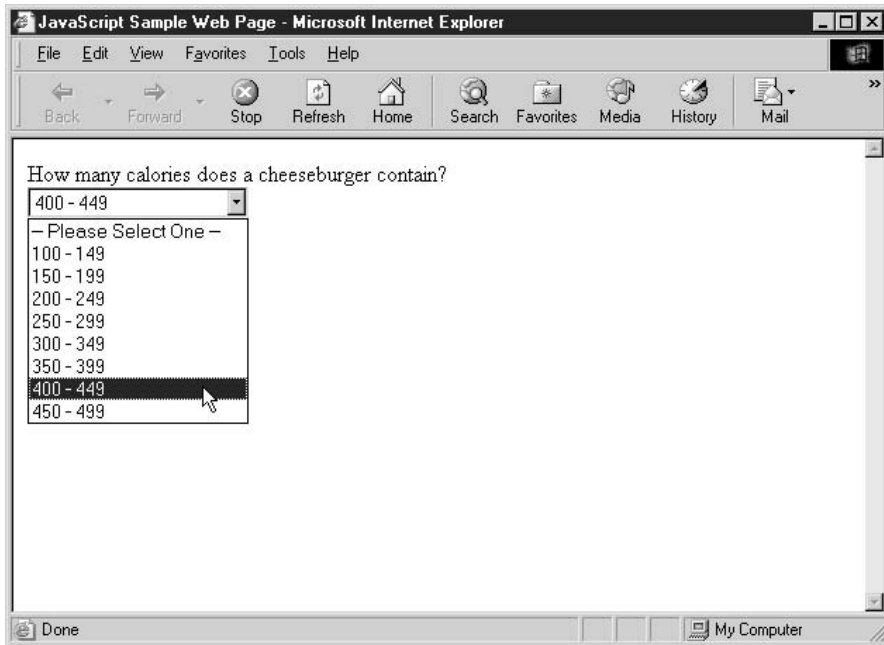 JavaScript Sample Web Page - Microsoft Internet Explorer
File Edit View Favorites Tools Help
Back Forward Stop Refresh Home Search Favorites Media History Mail »
How many calories does a cheeseburger contain?
400 - 449
-- Please Select One --
100 - 149
150 - 199
200 - 249
250 - 299
300 - 349
350 - 399
400 - 449
450 - 499
Done My Computer